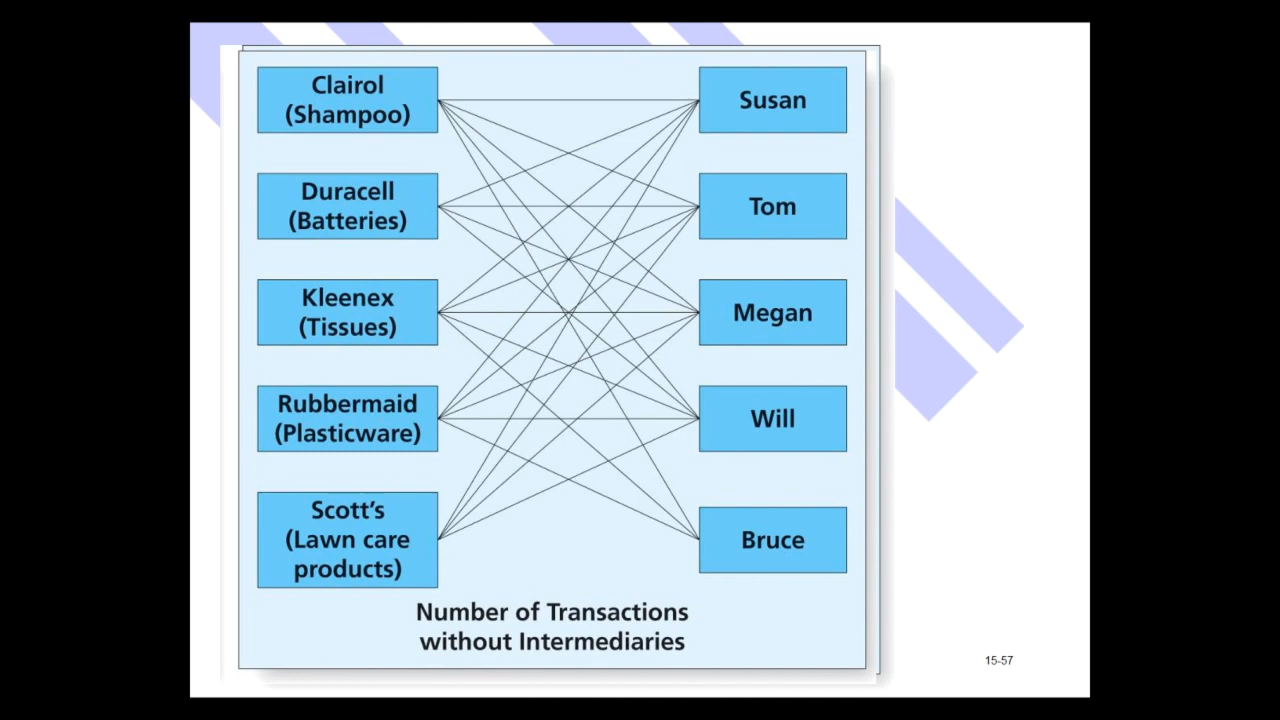 Clairol
(Shampoo)
Susan
Duracell
(Batteries)
Tom
Kleenex
(Tissues)
Megan
Rubbermaid
(Plasticware)
Will
Scott's
(Lawn care
products)
Bruce
Number of Transactions
without Intermediaries
15-57